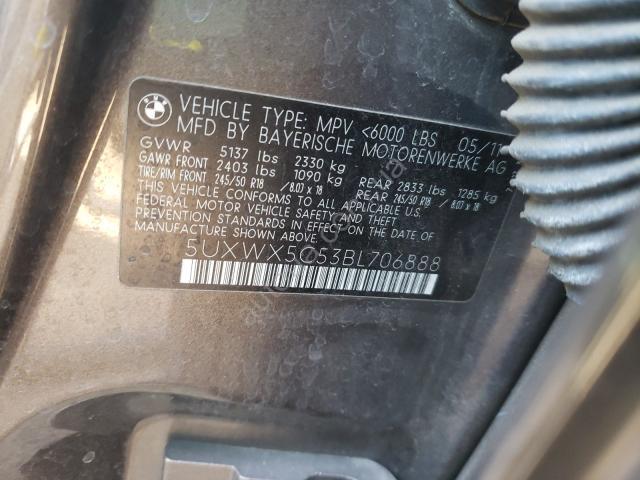 BMW
VEHICLE TYPE: MPV <6000 LBS 05/11
MFD BY BAYERISCHE MOTORENWERKE AG
GVWR 5137 lbs 2330 kg
GAWR FRONT 2403 lbs 1090 kg REAR 2833 lbs 1285 kg
TIRE/RIM FRONT 245/50 R18 / 8.0J x 18 REAR 245/50 R18 / 8.0J x 18
THIS VEHICLE CONFORMS TO ALL APPLICABLE
FEDERAL MOTOR VEHICLE SAFETY AND THEFT
PREVENTION STANDARDS IN EFFECT ON THE DATE OF
MANUFACTURE SHOWN ABOVE.
5UXWX5C53BL706888